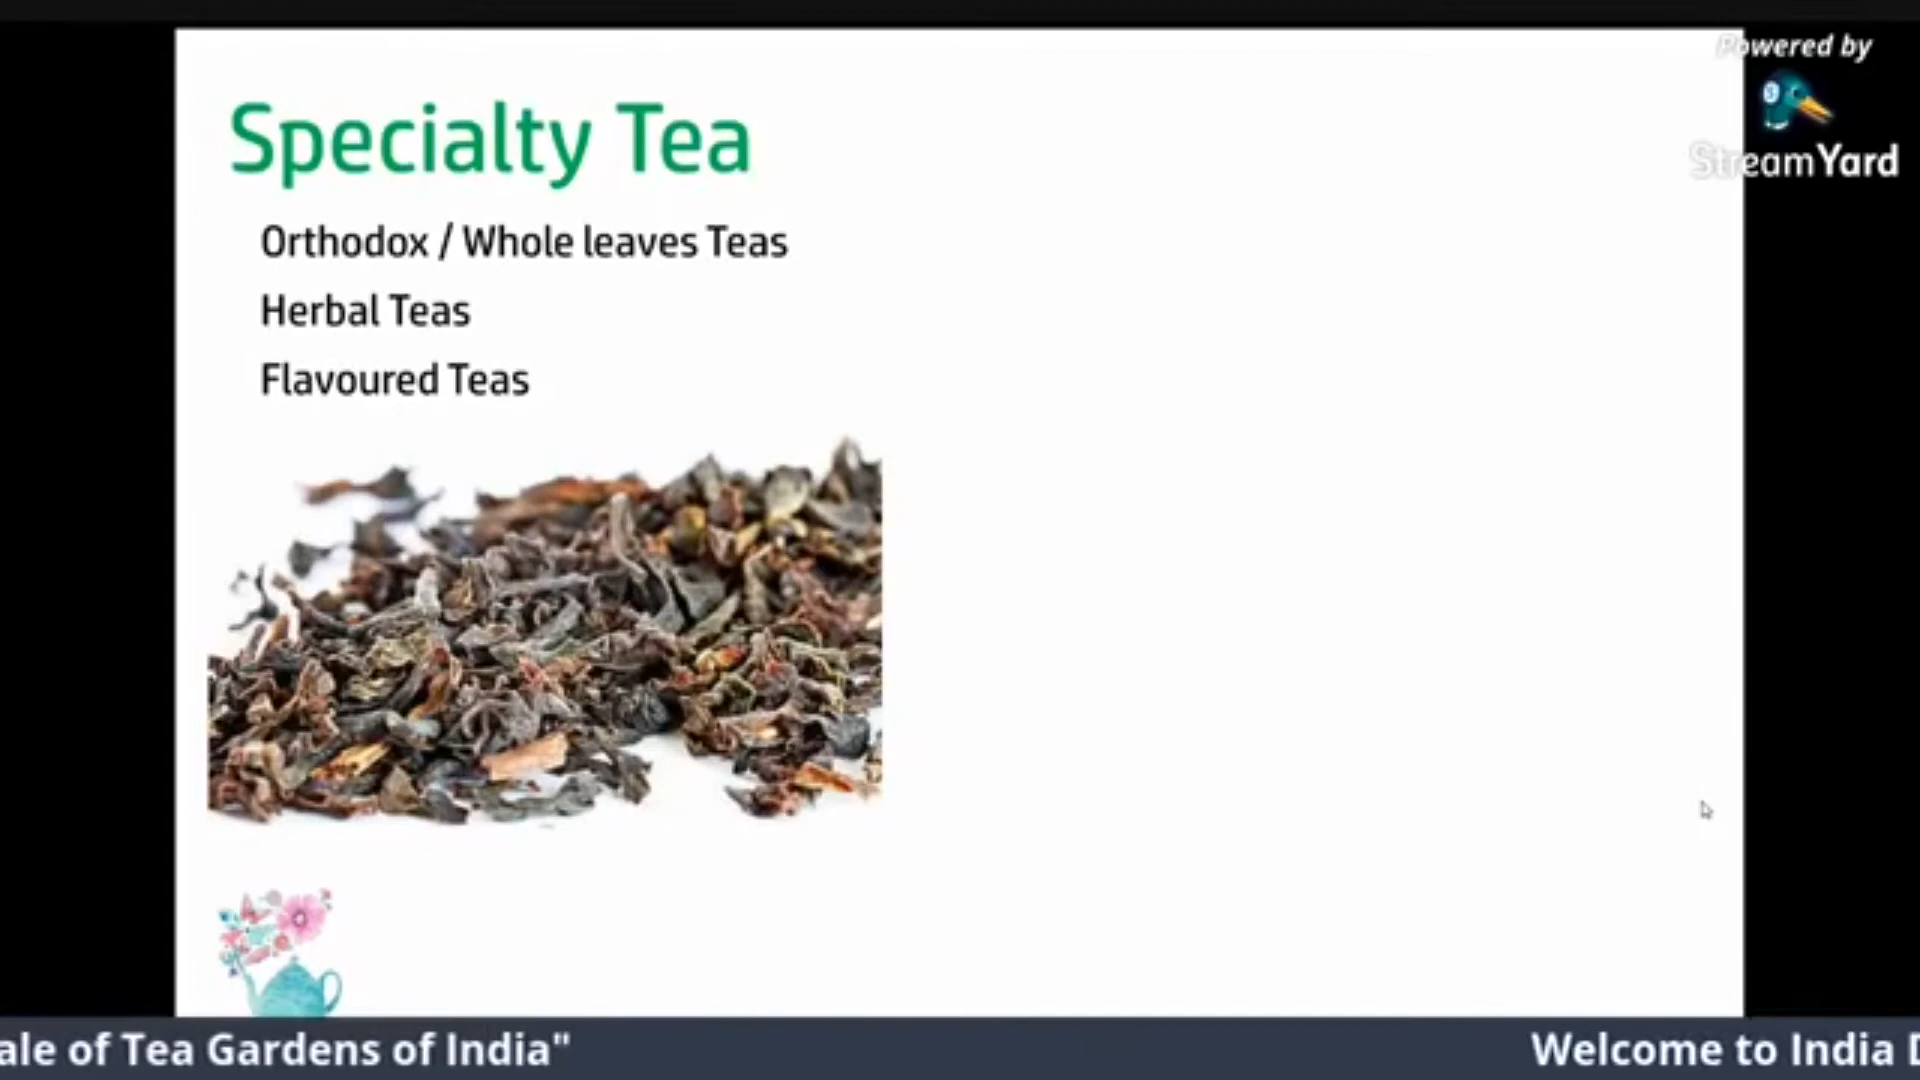 Powered by
StreamYard
Specialty Tea
Orthodox / Whole leaves Teas
Herbal Teas
Flavoured Teas
ale of Tea Gardens of India"
Welcome to India